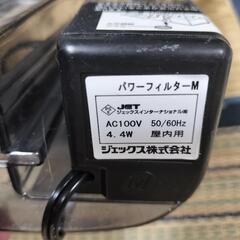 パワーフィルターM
JET
ジェックスインターナショナル㈱
AC100V 50/60Hz
4.4W 屋内用
ジェックス株式会社
M